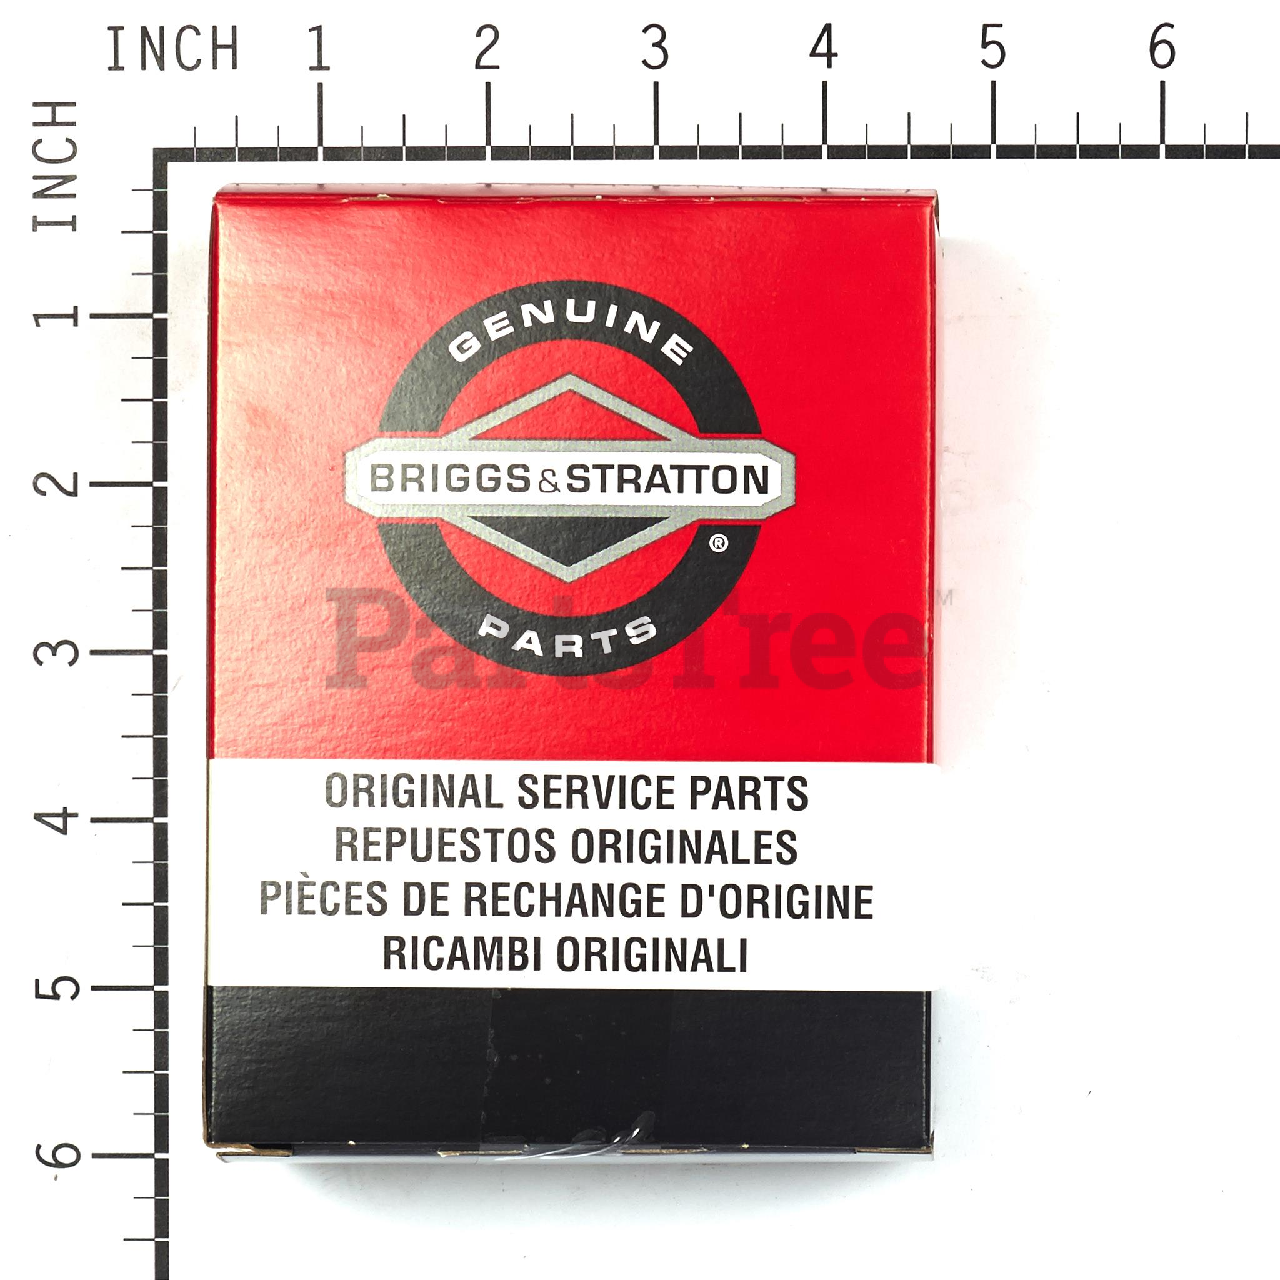 INCH 1 2 3 4 5 6
INCH
1
2
3
4
5
6
GENUINE
BRIGGS&STRATTON
®
PARTS
PartsTree™
ORIGINAL SERVICE PARTS
REPUESTOS ORIGINALES
PIÈCES DE RECHANGE D'ORIGINE
RICAMBI ORIGINALI